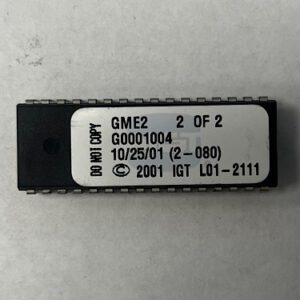 DO NOT COPY
GME2 2 OF 2
G0001004
10/25/01 (2-080)
© 2001 IGT L01-2111